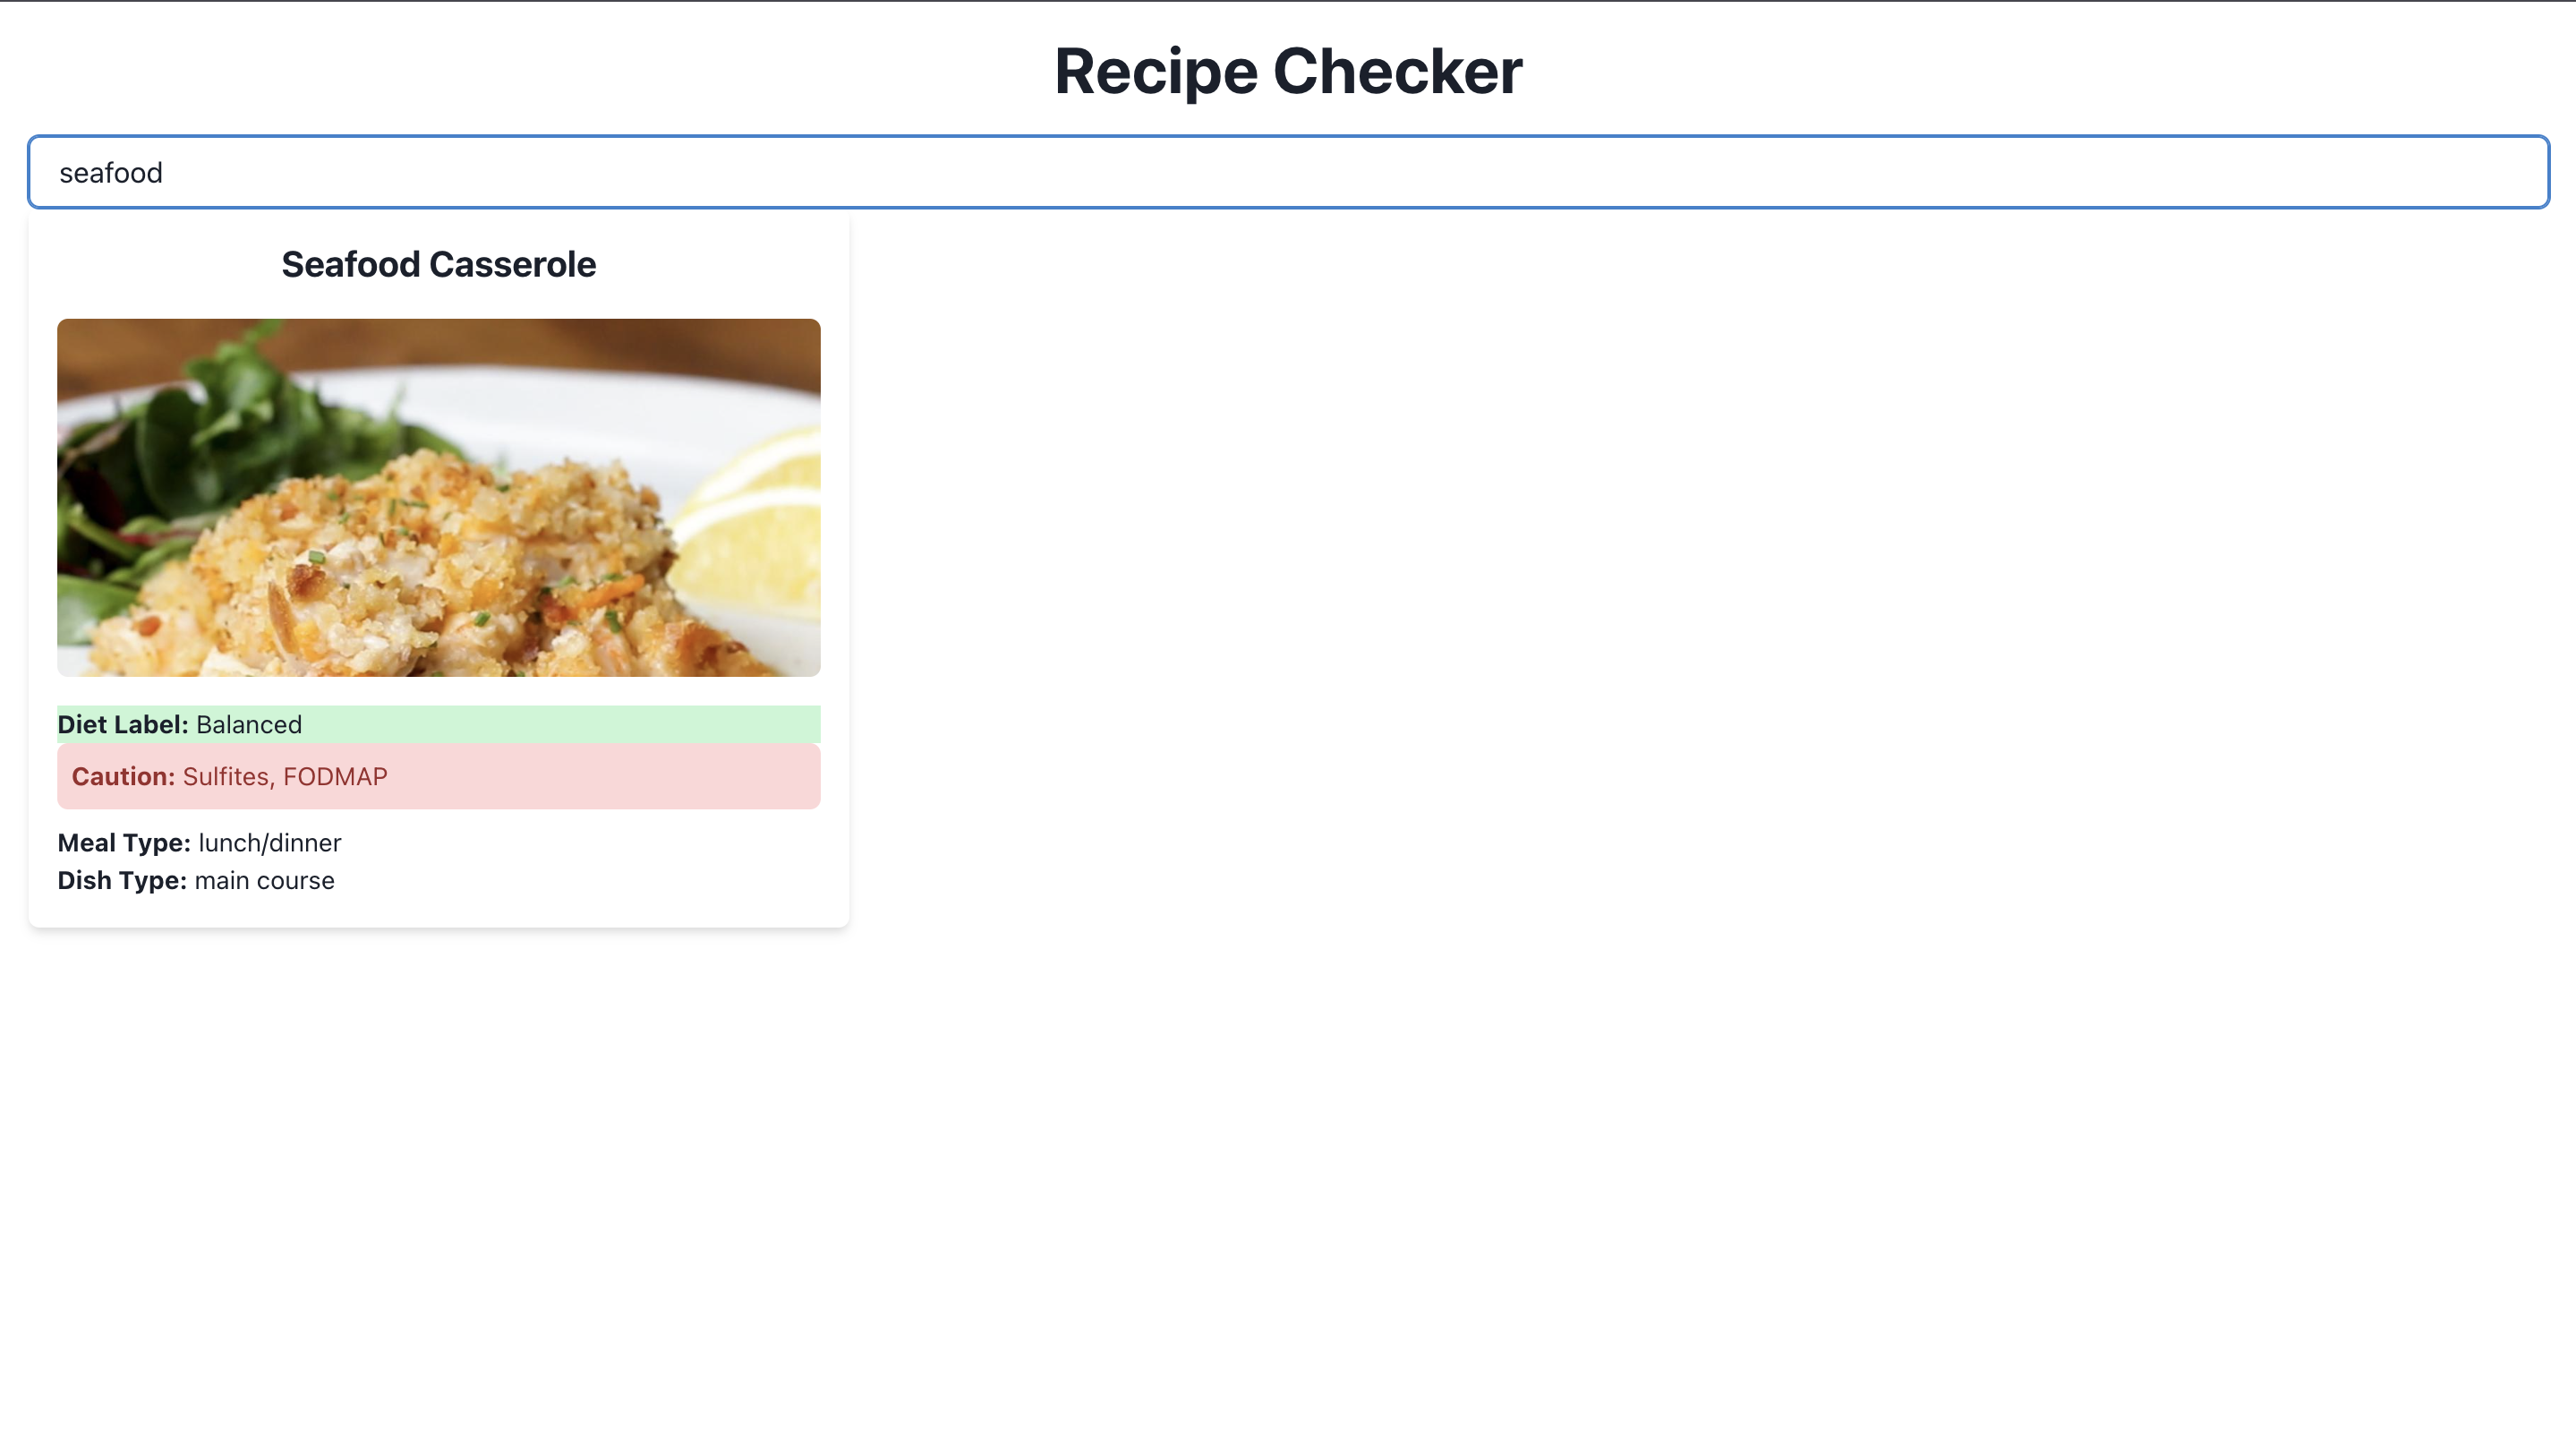 Recipe Checker
seafood
Seafood Casserole
Diet Label: Balanced
Caution: Sulfites, FODMAP
Meal Type: lunch/dinner
Dish Type: main course